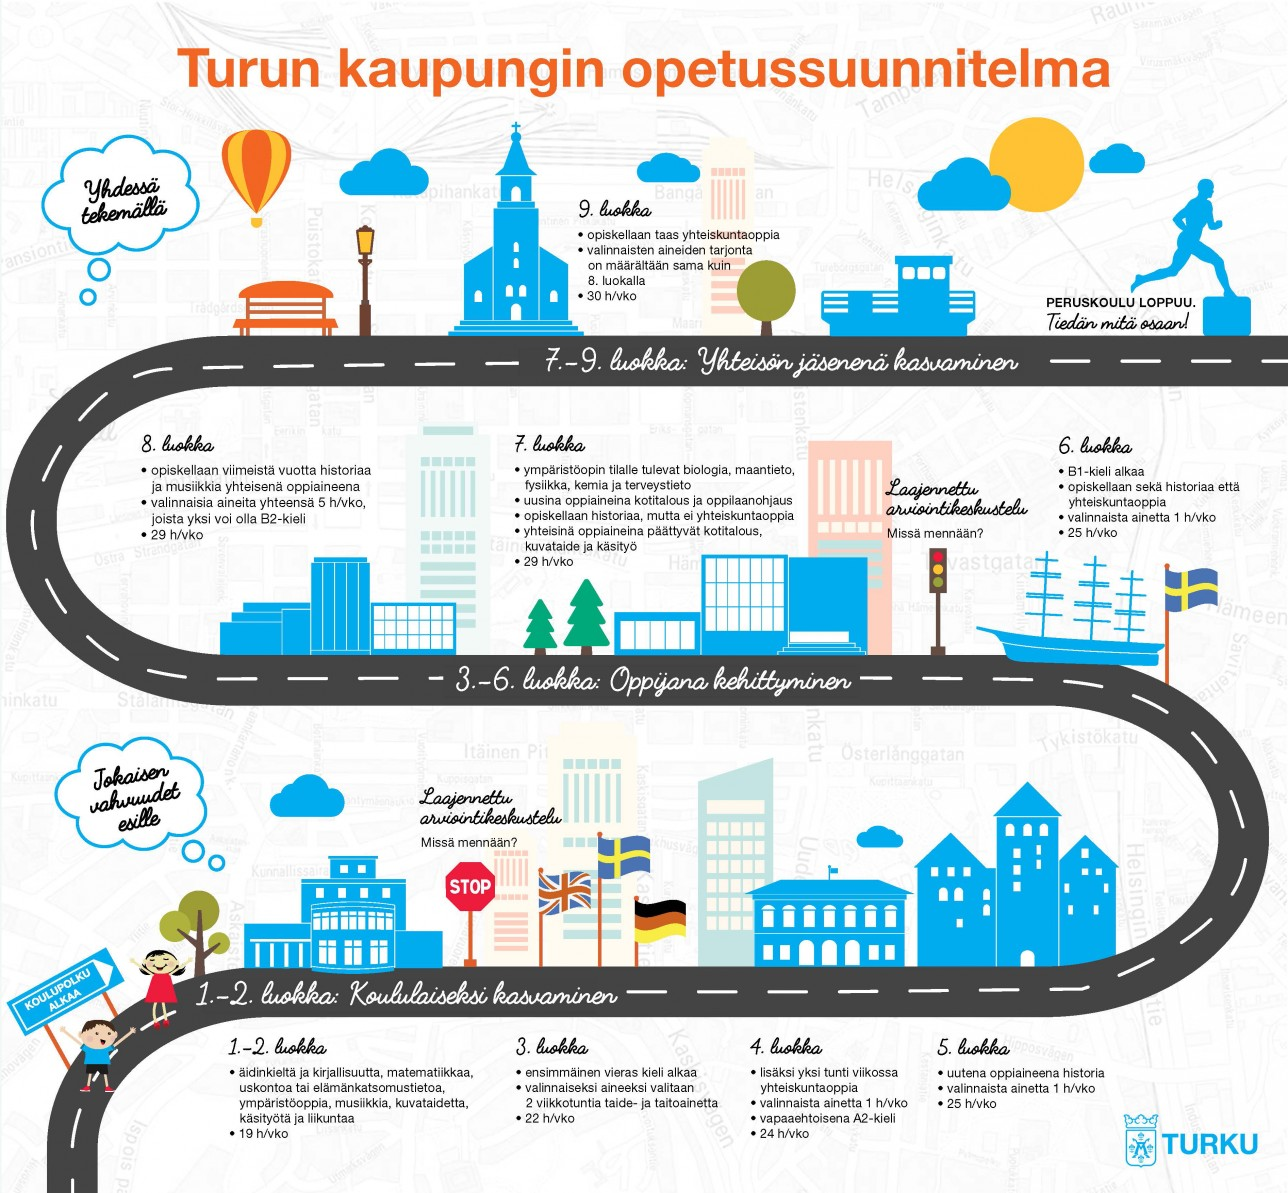 Turun kaupungin opetussuunnitelma
Yhdessä
tekemällä
9. luokka
• opiskellaan taas yhteiskuntaoppia
• valinnaisten aineiden tarjonta
on määrältään sama kuin
8. luokalla
• 30 h/vko
PERUSKOULU LOPPUU.
Tiedän mitä osaan!
7.–9. luokka: Yhteisön jäsenenä kasvaminen
8. luokka
• opiskellaan viimeistä vuotta historiaa
ja musiikkia yhteisenä oppiaineena
• valinnaisia aineita yhteensä 5 h/vko,
joista yksi voi olla B2-kieli
• 29 h/vko
7. luokka
• ympäristöopin tilalle tulevat biologia, maantieto,
fysiikka, kemia ja terveystieto
• uusina oppiaineina kotitalous ja oppilaanohjaus
• opiskellaan historiaa, mutta ei yhteiskuntaoppia
• yhteisinä oppiaineina päättyvät kotitalous,
kuvataide ja käsityö
• 29 h/vko
Laajennettu
arviointikeskustelu
Missä mennään?
6. luokka
• B1-kieli alkaa
• opiskellaan sekä historiaa että
yhteiskuntaoppia
• valinnaista ainetta 1 h/vko
• 25 h/vko
3.–6. luokka: Oppijana kehittyminen
Jokaisen
vahvuudet
esille
Laajennettu
arviointikeskustelu
Missä mennään?
STOP
KOULUPOLKU
ALKAA
1.–2. luokka: Koululaiseksi kasvaminen
1.–2. luokka
• äidinkieltä ja kirjallisuutta, matematiikkaa,
uskontoa tai elämänkatsomustietoa,
ympäristöoppia, musiikkia, kuvataidetta,
käsityötä ja liikuntaa
• 19 h/vko
3. luokka
• ensimmäinen vieras kieli alkaa
• valinnaiseksi aineeksi valitaan
2 viikkotuntia taide- ja taitoainetta
• 22 h/vko
4. luokka
• lisäksi yksi tunti viikossa
yhteiskuntaoppia
• valinnaista ainetta 1 h/vko
• vapaaehtoisena A2-kieli
• 24 h/vko
5. luokka
• uutena oppiaineena historia
• valinnaista ainetta 1 h/vko
• 25 h/vko
TURKU